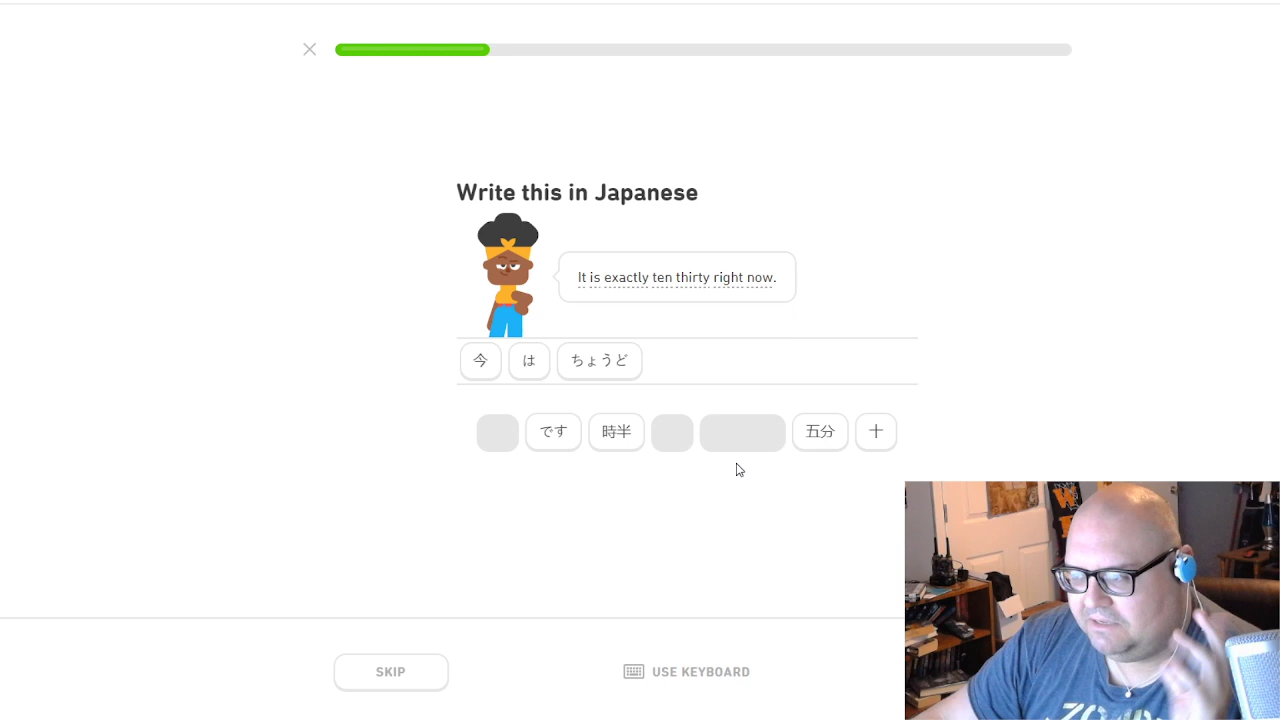 Write this in Japanese
It is exactly ten thirty right now.
今 は ちょうど
です 時半 五分 十
SKIP
USE KEYBOARD